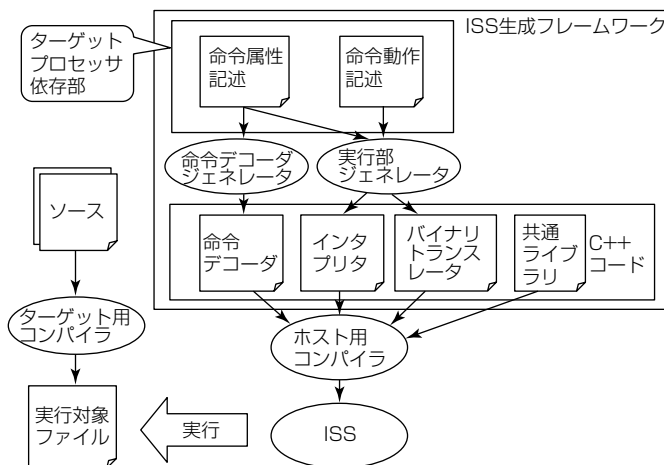 ISS生成フレームワーク
ターゲット
プロセッサ
依存部
命令属性
記述
命令動作
記述
命令デコーダ
ジェネレータ
実行部
ジェネレータ
ソース
命令
デコーダ
インタ
プリタ
バイナリ
トランス
レータ
共通
ライブ
ラリ
C++
コード
ターゲット用
コンパイラ
ホスト用
コンパイラ
実行対象
ファイル
実行
ISS